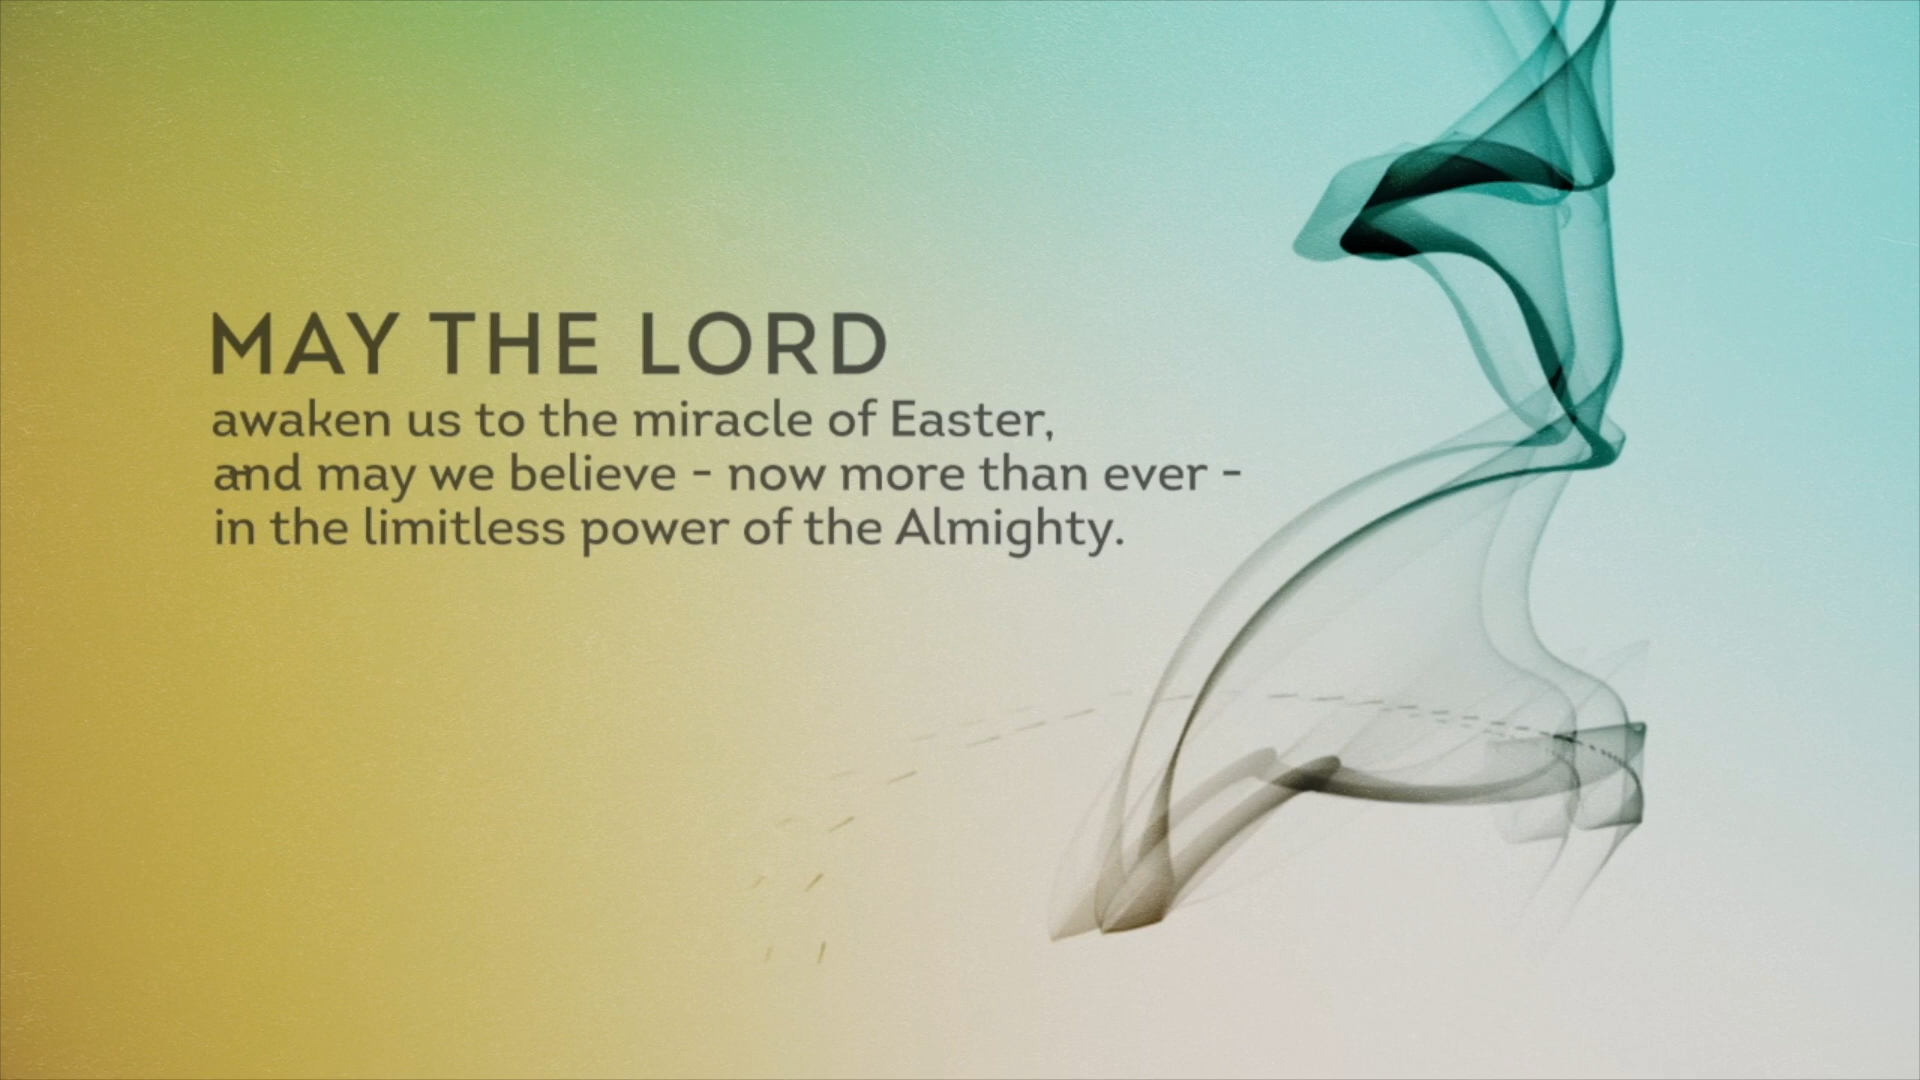 MAY THE LORD
awaken us to the miracle of Easter,
and may we believe - now more than ever -
in the limitless power of the Almighty.